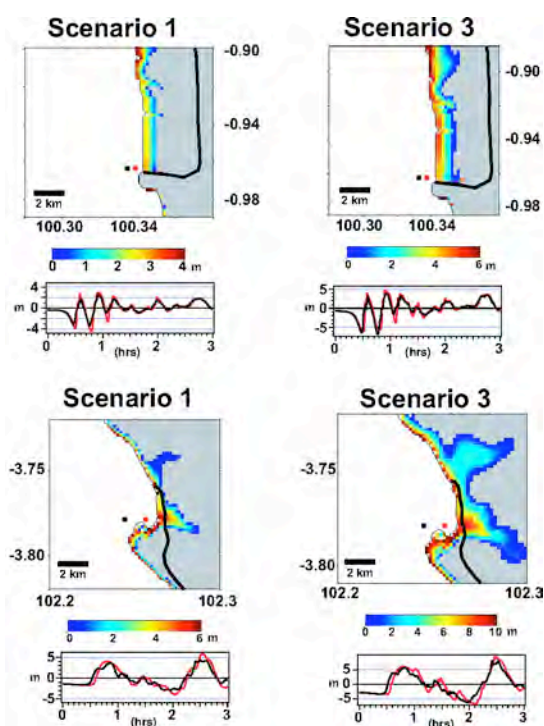 Scenario 1 Scenario 3
-0.90 -0.90
-0.94 -0.94
2 km 2 km
-0.98 -0.98
100.30 100.34 100.30 100.34
0 1 2 3 4 m 0 2 4 6 m
4
m 0
-4
0 1 2 3
(hrs)
5
m 0
-5
0 1 2 3
(hrs)
Scenario 1 Scenario 3
-3.75 -3.75
-3.80 -3.80
2 km 2 km
102.2 102.3 102.2 102.3
0 2 4 6 m 0 2 4 6 8 10 m
5
m 0
-5
0 1 2 3
(hrs)
5
m 0
-5
0 1 2 3
(hrs)